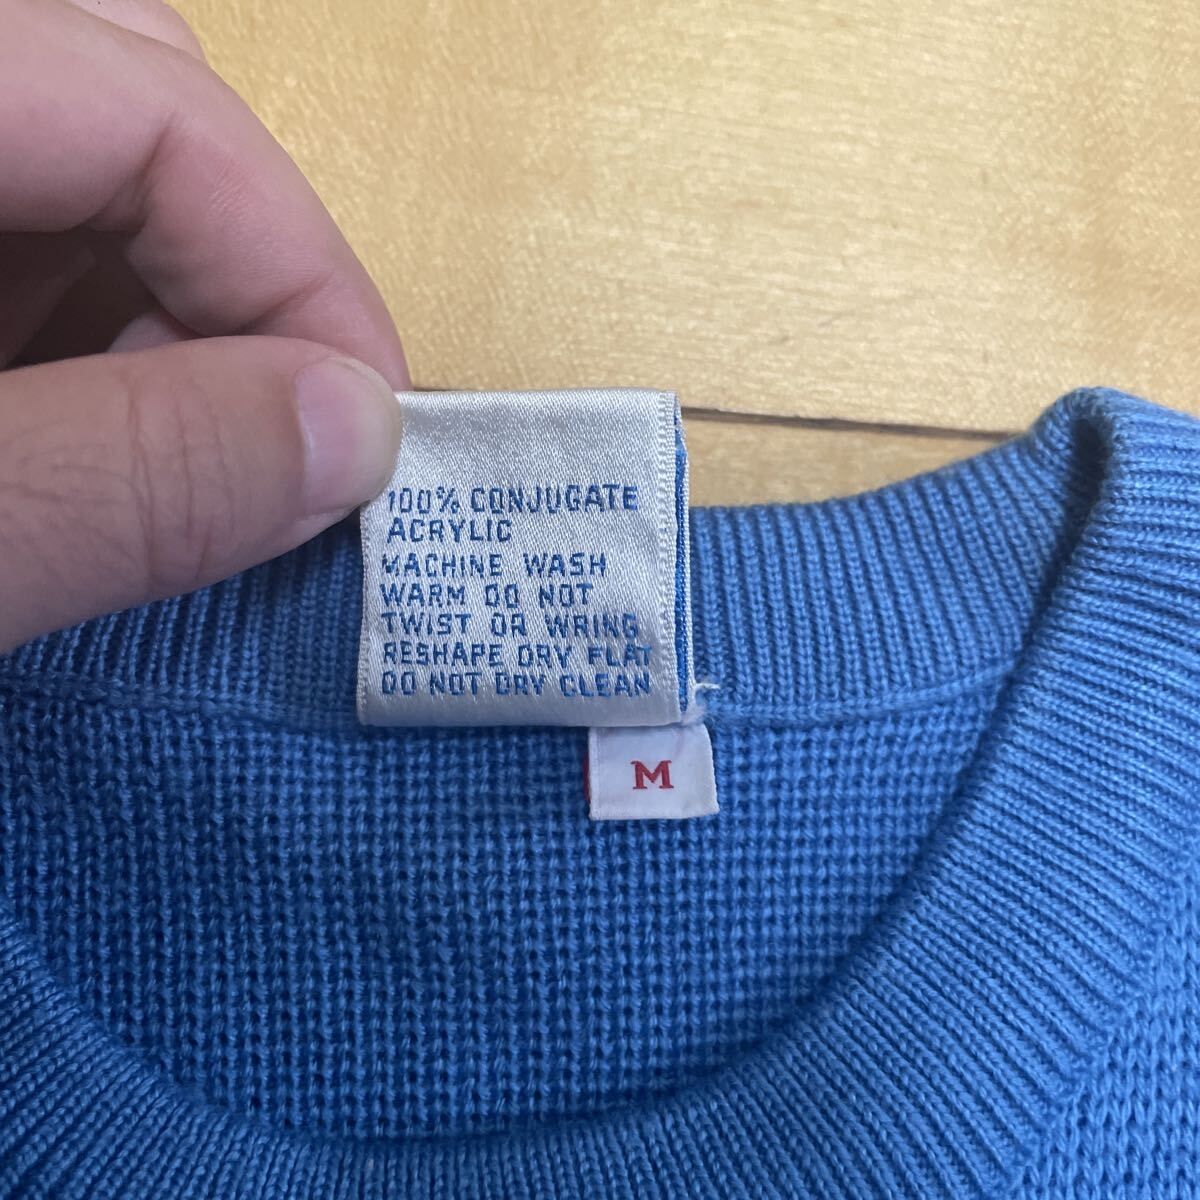 100% CONJUGATE
ACRYLIC
MACHINE WASH
WARM DO NOT
TWIST OR WRING
RESHAPE DRY FLAT
DO NOT DRY CLEAN
M